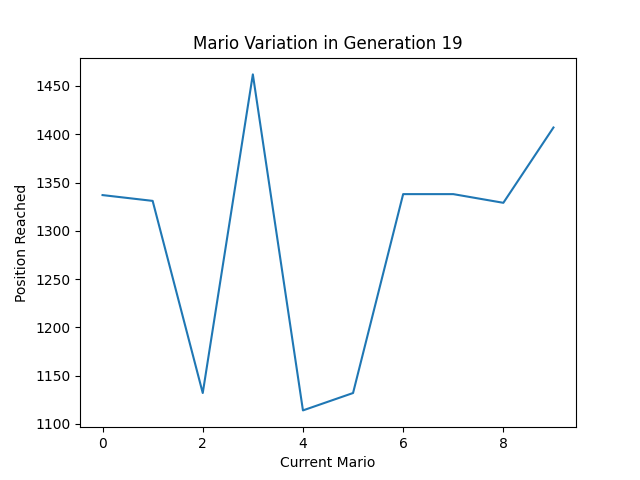 Mario Variation in Generation 19
1450
1400
1350
1300
1250
1200
1150
1100
Position Reached
0 2 4 6 8
Current Mario